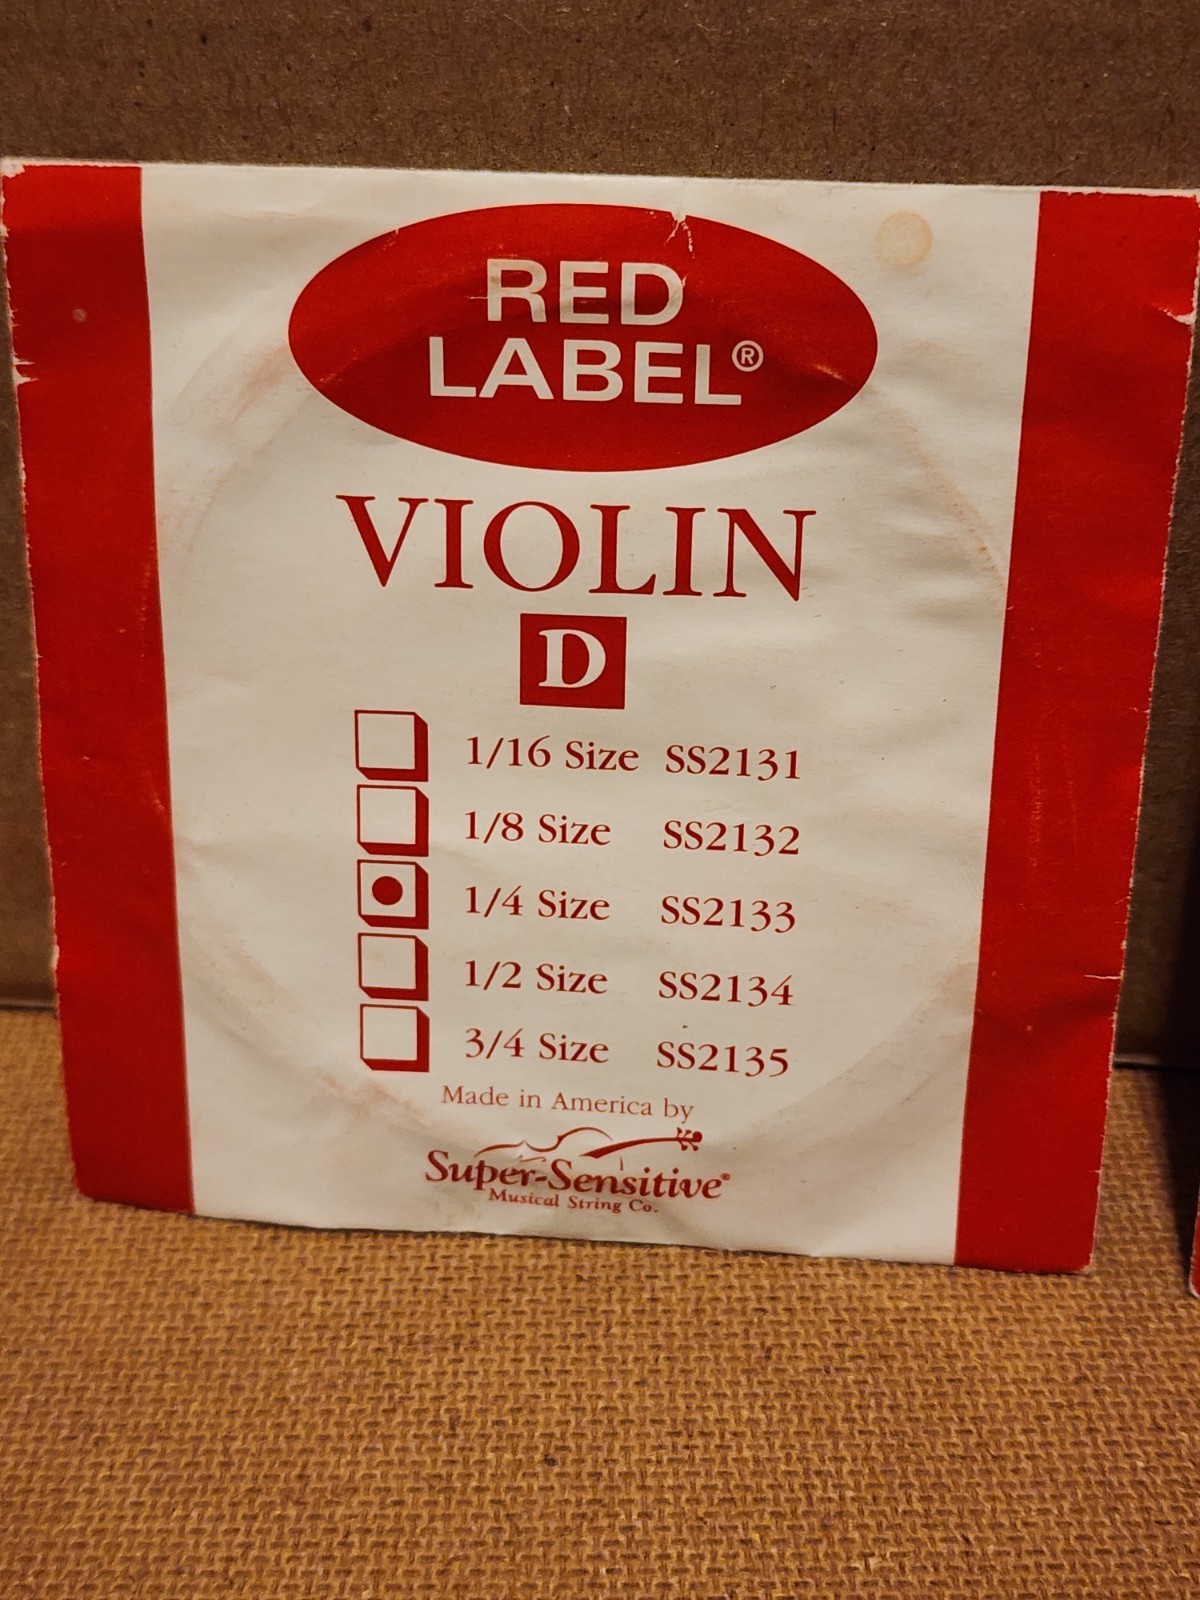 RED
LABEL®
VIOLIN
D
1/16 Size SS2131
1/8 Size SS2132
1/4 Size SS2133
1/2 Size SS2134
3/4 Size SS2135
Made in America by
Super-Sensitive®
Musical String Co.